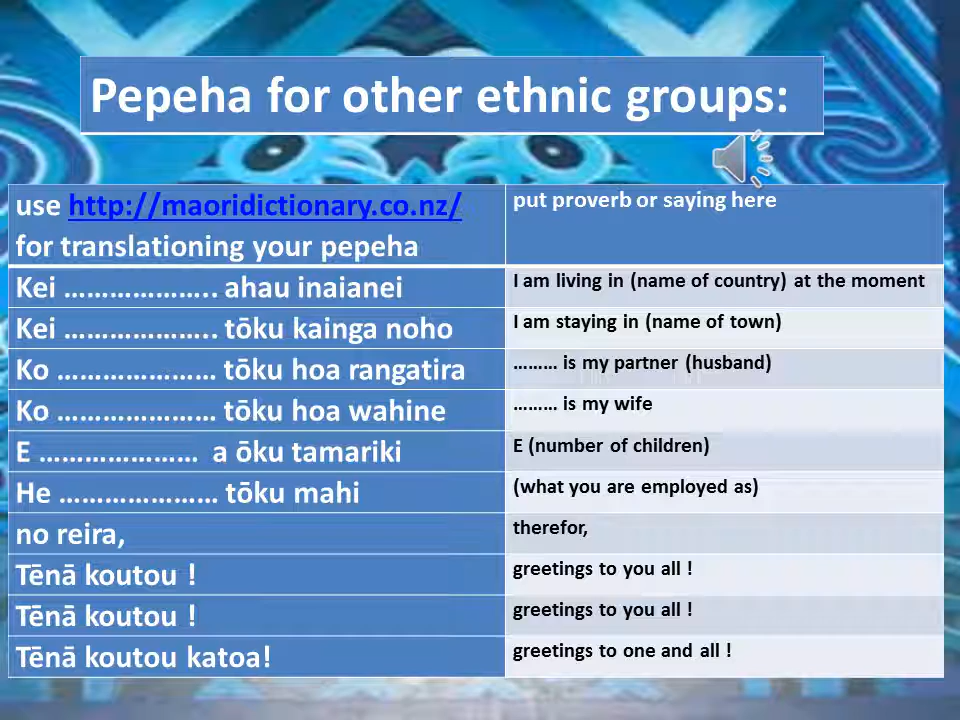 Pepeha for other ethnic groups:
use http://maoridictionary.co.nz/
for translationing your pepeha
put proverb or saying here
Kei ……………….. ahau inaianei
I am living in (name of country) at the moment
Kei ……………….. tōku kainga noho
I am staying in (name of town)
Ko ………………… tōku hoa rangatira
……… is my partner (husband)
Ko ………………… tōku hoa wahine
……… is my wife
E ………………… a ōku tamariki
E (number of children)
He ………………… tōku mahi
(what you are employed as)
no reira,
therefor,
Tēnā koutou !
greetings to you all !
Tēnā koutou !
greetings to you all !
Tēnā koutou katoa!
greetings to one and all !